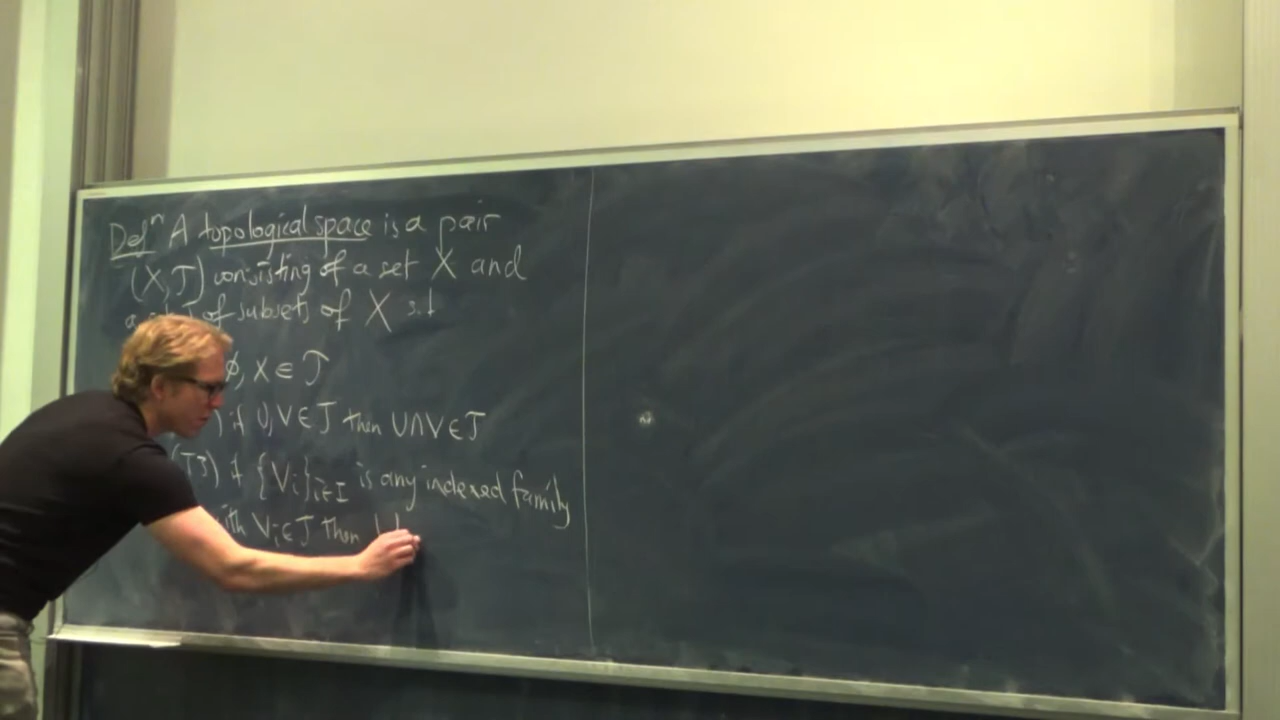 Defⁿ A topological space is a pair
(X,T) consisting of a set X and
a of subsets of X s.t
∅, X ∈ T
) if U,V ∈ T then U∩V ∈ T
(T3) if {Vi}i∈I is any indexed family
with Vi ∈ T then